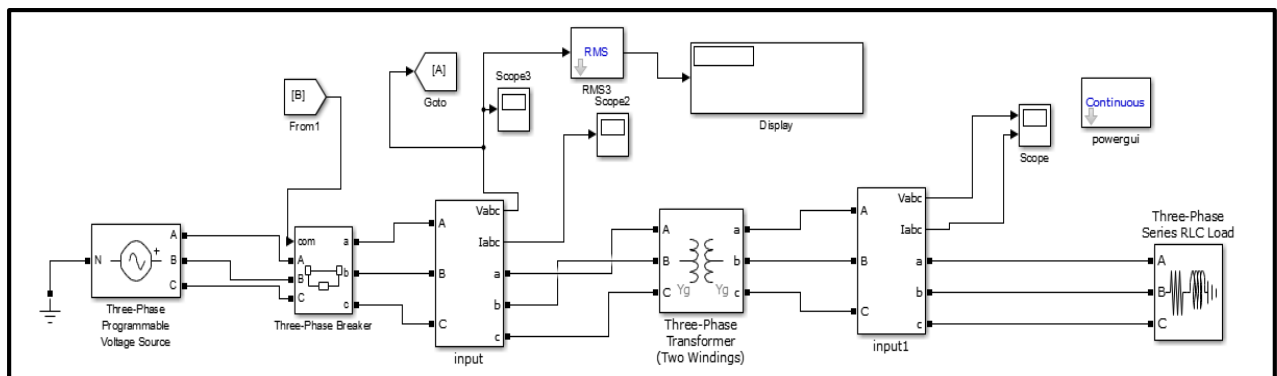 [A]
Goto
RMS
RMS3
Scope3
Scope2
Display
Continuous
powergui
Scope
[B]
From1
N
A
B
C
Three-Phase
Programmable
Voltage Source
com
A
B
C
a
b
c
Three-Phase Breaker
A
B
C
Vabc
Iabc
a
b
c
input
A
B
C
Yg
Yg
a
b
c
Three-Phase
Transformer
(Two Windings)
A
B
C
Vabc
Iabc
a
b
c
input1
Three-Phase
Series RLC Load
A
B
C